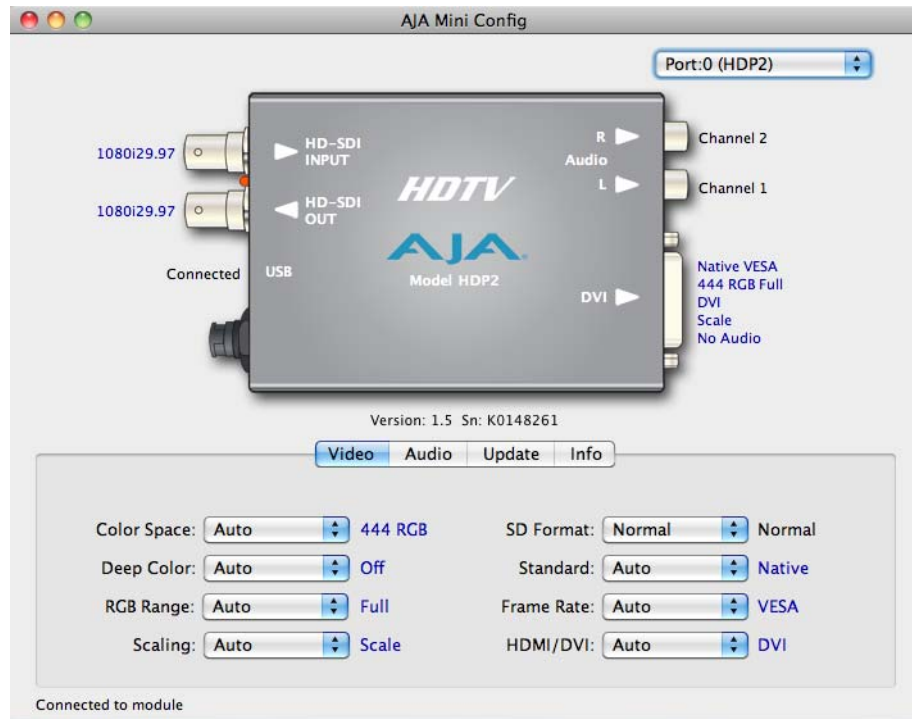 AJA Mini Config
Port:0 (HDP2)
1080i29.97
HD-SDI
INPUT
R
Audio
L
Channel 2
Channel 1
1080i29.97
HD-SDI
OUT
HDTV
AJA
Model HDP2
Connected
USB
DVI
Native VESA
444 RGB Full
DVI
Scale
No Audio
Version: 1.5 Sn: K0148261
Video Audio Update Info
Color Space: Auto 444 RGB
SD Format: Normal Normal
Deep Color: Auto Off
Standard: Auto Native
RGB Range: Auto Full
Frame Rate: Auto VESA
Scaling: Auto Scale
HDMI/DVI: Auto DVI
Connected to module